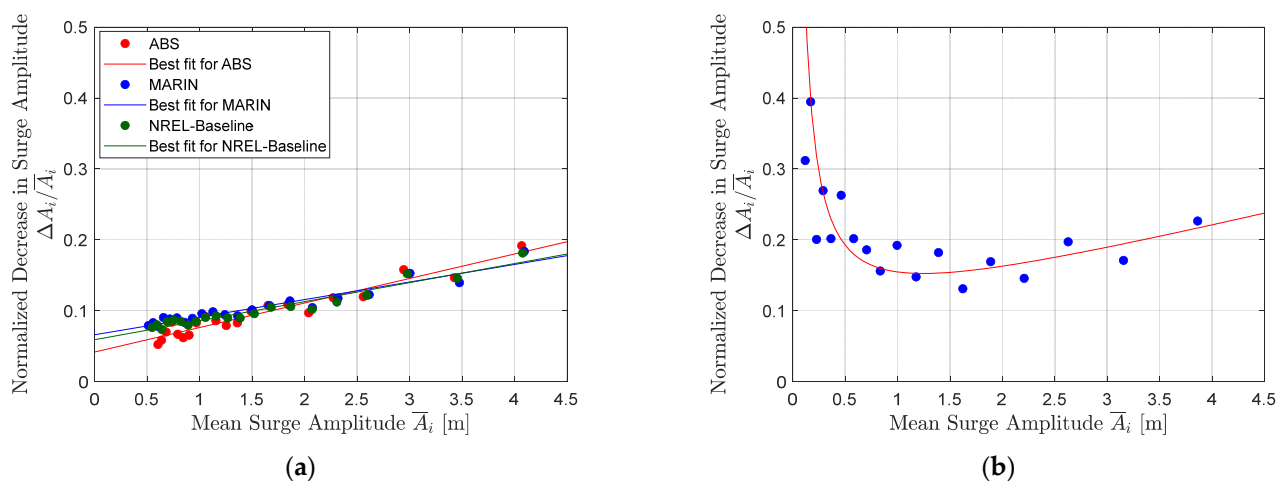 Normalized Decrease in Surge Amplitude
ΔA_i/A̅_i
0.5
0.4
0.3
0.2
0.1
0
ABS
Best fit for ABS
MARIN
Best fit for MARIN
NREL-Baseline
Best fit for NREL-Baseline
0 0.5 1 1.5 2 2.5 3 3.5 4 4.5
Mean Surge Amplitude A̅_i [m]
(a)
Normalized Decrease in Surge Amplitude
ΔA_i/A̅_i
0.5
0.4
0.3
0.2
0.1
0
0 0.5 1 1.5 2 2.5 3 3.5 4 4.5
Mean Surge Amplitude A̅_i [m]
(b)